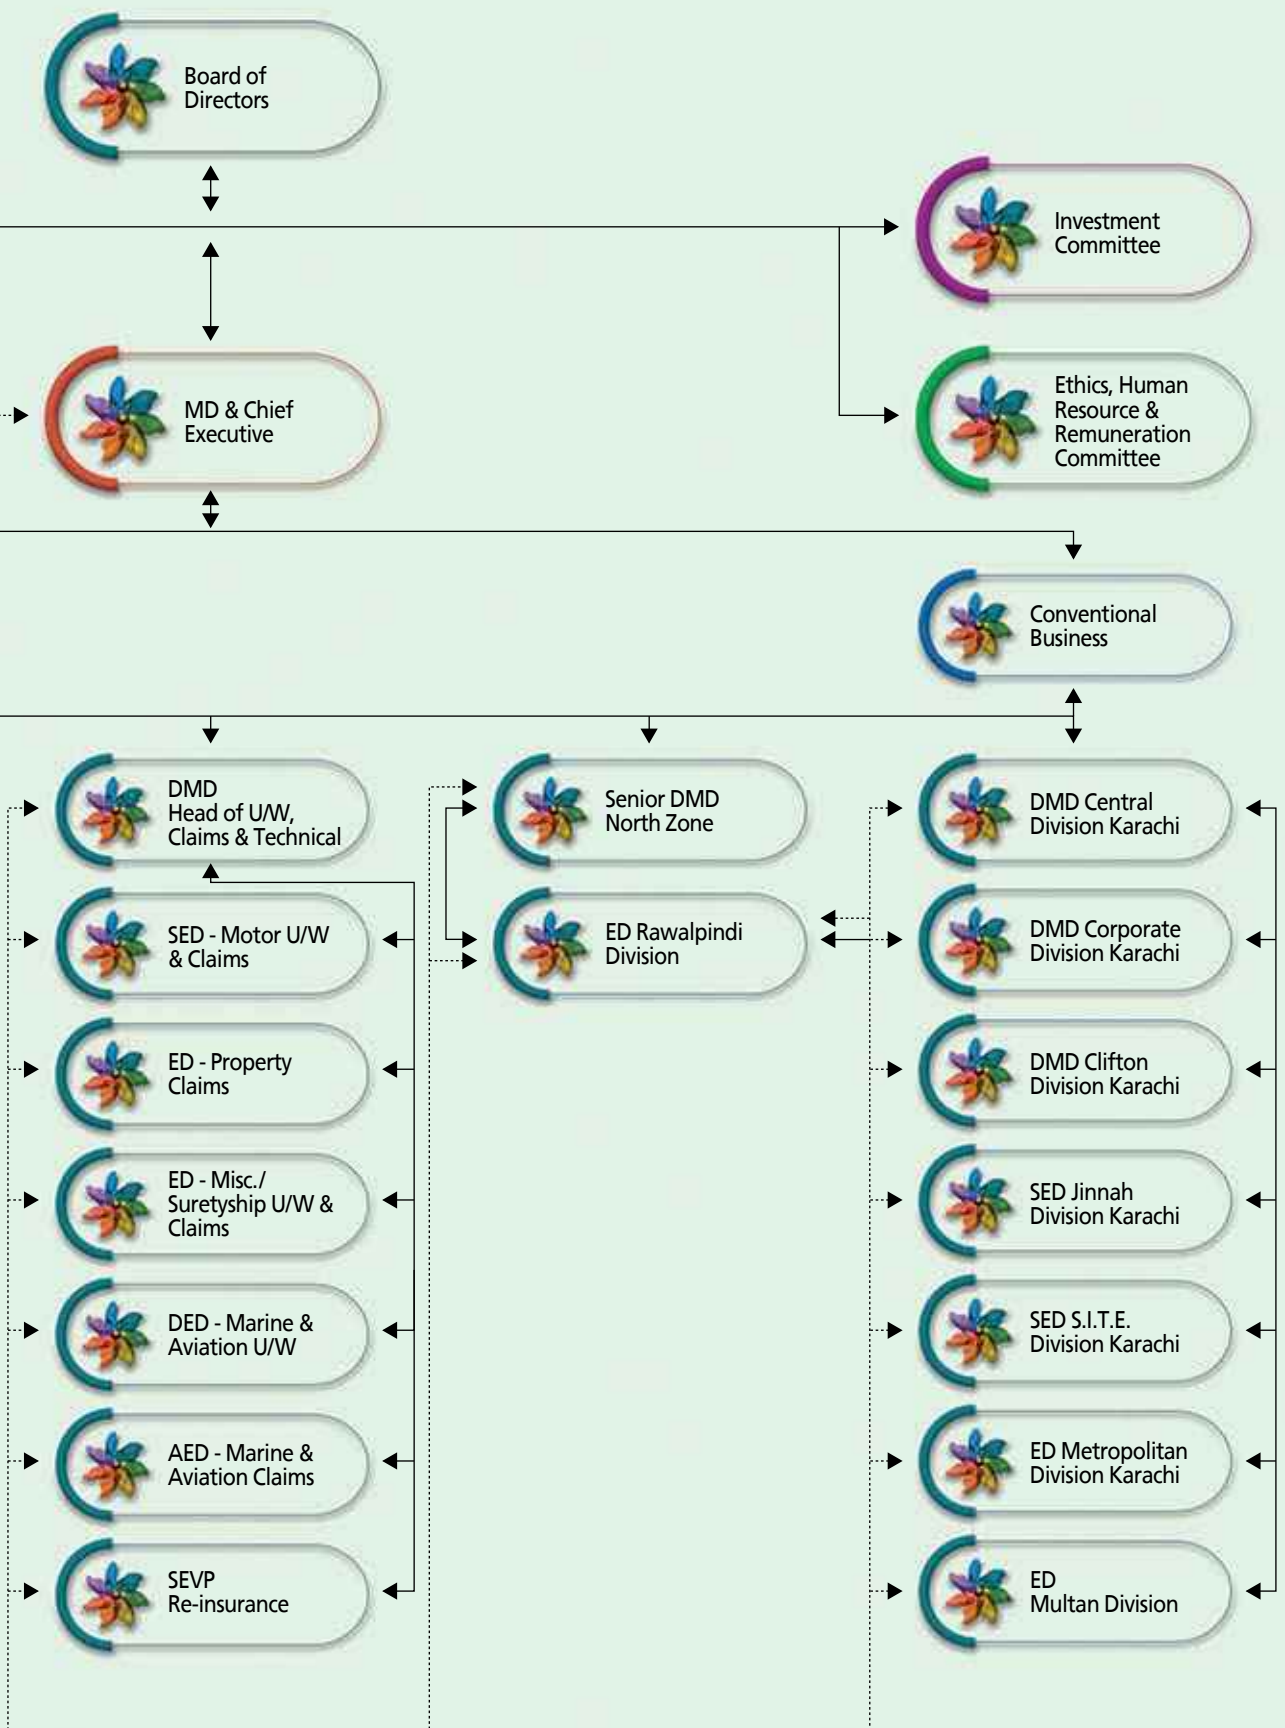 Board of
Directors
Investment
Committee
MD & Chief
Executive
Ethics, Human
Resource &
Remuneration
Committee
Conventional
Business
DMD
Head of U/W,
Claims & Technical
SED - Motor U/W
& Claims
ED - Property
Claims
ED - Misc./
Suretyship U/W &
Claims
DED - Marine &
Aviation U/W
AED - Marine &
Aviation Claims
SEVP
Re-insurance
Senior DMD
North Zone
ED Rawalpindi
Division
DMD Central
Division Karachi
DMD Corporate
Division Karachi
DMD Clifton
Division Karachi
SED Jinnah
Division Karachi
SED S.I.T.E.
Division Karachi
ED Metropolitan
Division Karachi
ED
Multan Division